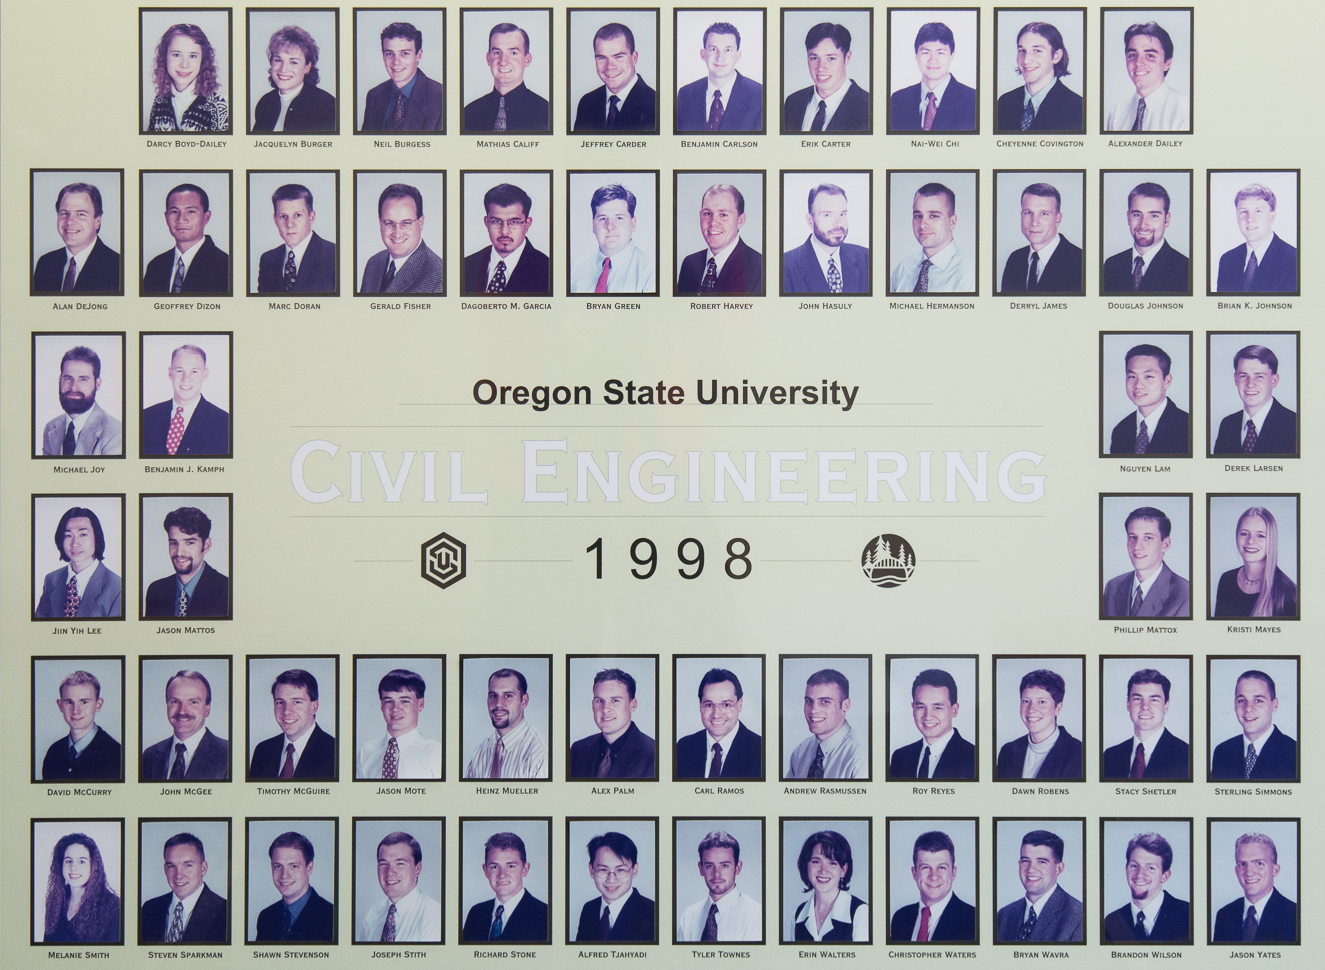 DARCY BOYD-DAILEY JACQUELYN BURGER NEIL BURGESS MATHIAS CALIFF JEFFREY CARDER BENJAMIN CARLSON ERIK CARTER NAI-WEI CHI CHEYENNE COVINGTON ALEXANDER DAILEY
ALAN DEJONG GEOFFREY DIZON MARC DORAN GERALD FISHER DAGOBERTO M. GARCIA BRYAN GREEN ROBERT HARVEY JOHN HASULY MICHAEL HERMANSON DERRYL JAMES DOUGLAS JOHNSON BRIAN K. JOHNSON
Oregon State University
CIVIL ENGINEERING
MICHAEL JOY BENJAMIN J. KAMPH NGUYEN LAM DEREK LARSEN
1998
JIIN YIH LEE JASON MATTOS PHILLIP MATTOX KRISTI MAYES
DAVID MCCURRY JOHN MCGEE TIMOTHY MCGUIRE JASON MOTE HEINZ MUELLER ALEX PALM CARL RAMOS ANDREW RASMUSSEN ROY REYES DAWN ROBENS STACY SHETLER STERLING SIMMONS
MELANIE SMITH STEVEN SPARKMAN SHAWN STEVENSON JOSEPH STITH RICHARD STONE ALFRED TJAHYADI TYLER TOWNES ERIN WALTERS CHRISTOPHER WATERS BRYAN WAVRA BRANDON WILSON JASON YATES